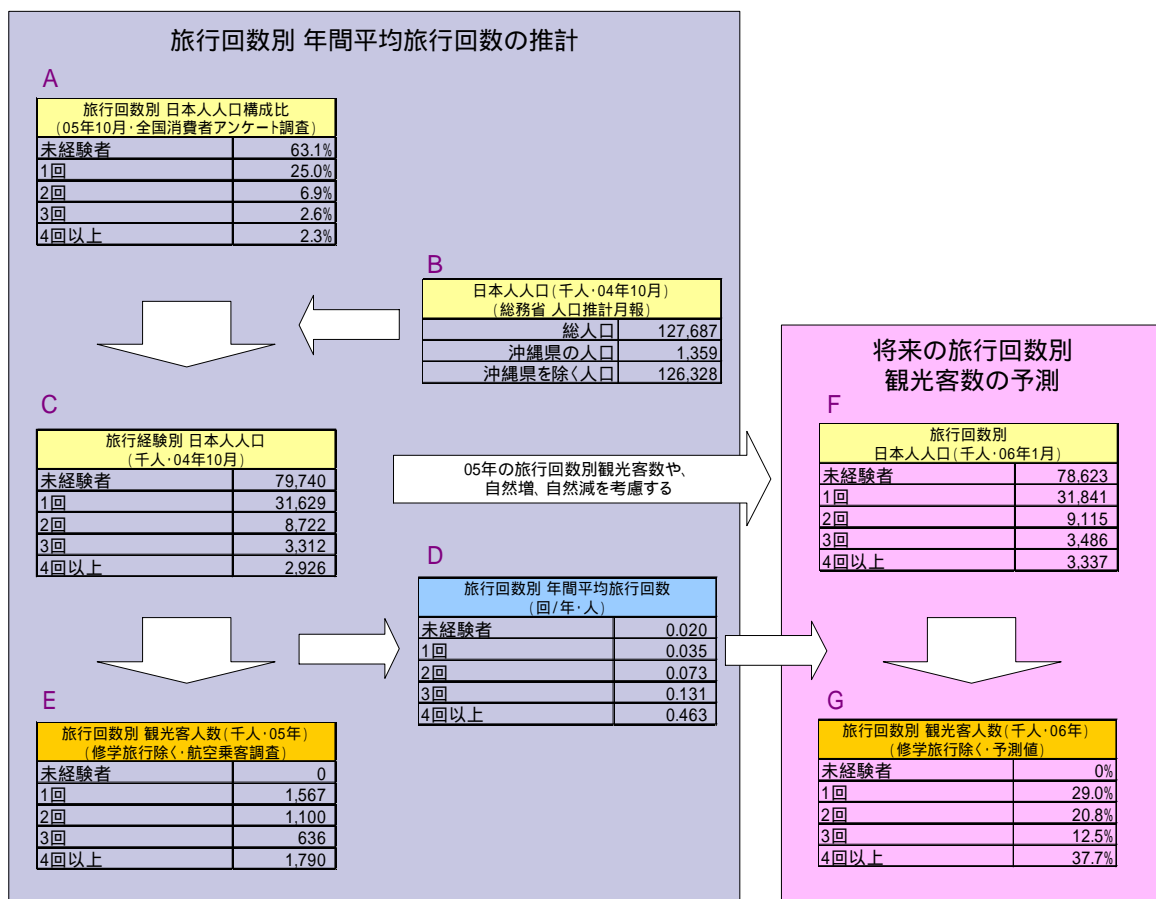 旅行回数別 年間平均旅行回数の推計
A
旅行回数別 日本人人口構成比
(05年10月・全国消費者アンケート調査)
未経験者 63.1%
1回 25.0%
2回 6.9%
3回 2.6%
4回以上 2.3%
B
日本人人口(千人・04年10月)
(総務省 人口推計月報)
総人口 127,687
沖縄県の人口 1,359
沖縄県を除く人口 126,328
C
旅行経験別 日本人人口
(千人・04年10月)
未経験者 79,740
1回 31,629
2回 8,722
3回 3,312
4回以上 2,926
05年の旅行回数別観光客数や、
自然増、自然減を考慮する
D
旅行回数別 年間平均旅行回数
(回/年・人)
未経験者 0.020
1回 0.035
2回 0.073
3回 0.131
4回以上 0.463
E
旅行回数別 観光客人数(千人・05年)
(修学旅行除く・航空乗客調査)
未経験者 0
1回 1,567
2回 1,100
3回 636
4回以上 1,790
将来の旅行回数別
観光客数の予測
F
旅行回数別
日本人人口(千人・06年1月)
未経験者 78,623
1回 31,841
2回 9,115
3回 3,486
4回以上 3,337
G
旅行回数別 観光客人数(千人・06年)
(修学旅行除く・予測値)
未経験者 0%
1回 29.0%
2回 20.8%
3回 12.5%
4回以上 37.7%